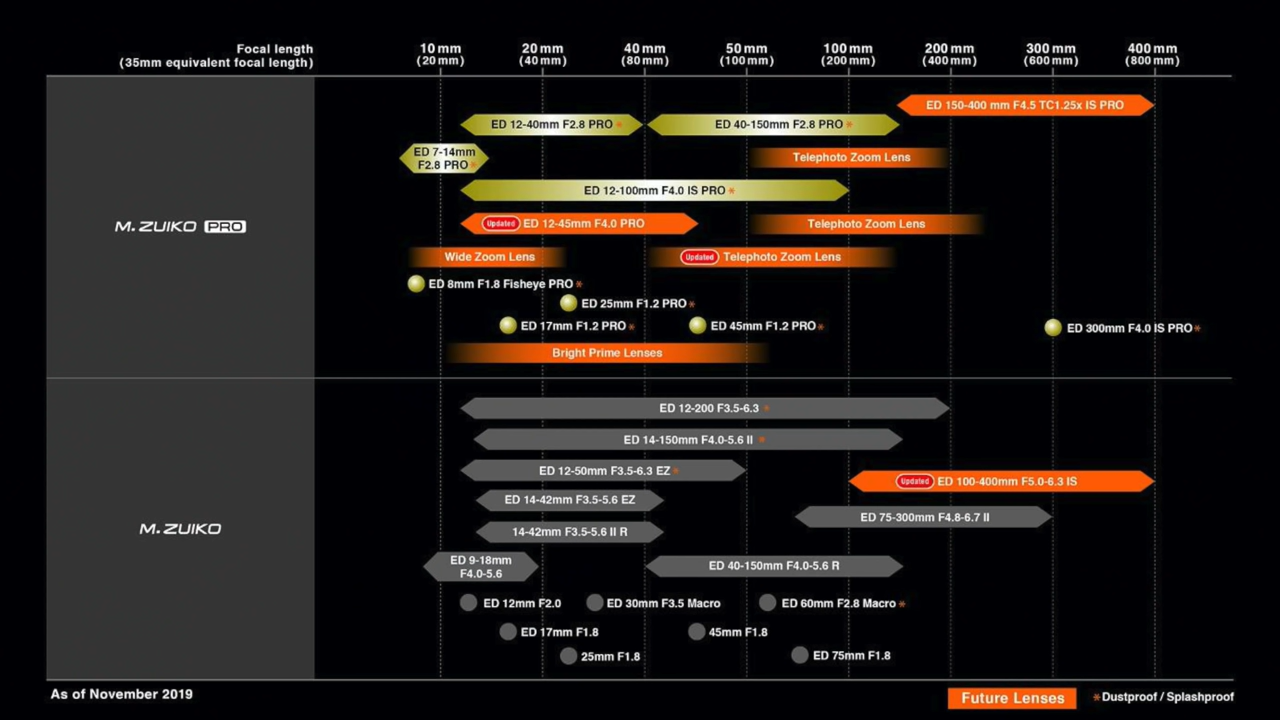 Focal length
(35mm equivalent focal length)
10 mm 20 mm 40 mm 50 mm 100 mm 200 mm 300 mm 400 mm
(20 mm) (40 mm) (80 mm) (100 mm) (200 mm) (400 mm) (600 mm) (800 mm)
ED 150-400 mm F4.5 TC1.25x IS PRO
ED 12-40mm F2.8 PRO* ED 40-150mm F2.8 PRO*
ED 7-14mm
F2.8 PRO*
Telephoto Zoom Lens
ED 12-100mm F4.0 IS PRO*
M.ZUIKO PRO
Updated ED 12-45mm F4.0 PRO Telephoto Zoom Lens
Wide Zoom Lens Updated Telephoto Zoom Lens
ED 8mm F1.8 Fisheye PRO*
ED 25mm F1.2 PRO*
ED 17mm F1.2 PRO* ED 45mm F1.2 PRO* ED 300mm F4.0 IS PRO*
Bright Prime Lenses
ED 12-200 F3.5-6.3 *
ED 14-150mm F4.0-5.6 II *
ED 12-50mm F3.5-6.3 EZ*
Updated ED 100-400mm F5.0-6.3 IS
ED 14-42mm F3.5-5.6 EZ
ED 75-300mm F4.8-6.7 II
M.ZUIKO
14-42mm F3.5-5.6 II R
ED 9-18mm
F4.0-5.6
ED 40-150mm F4.0-5.6 R
ED 12mm F2.0 ED 30mm F3.5 Macro ED 60mm F2.8 Macro*
ED 17mm F1.8 45mm F1.8
25mm F1.8 ED 75mm F1.8
As of November 2019
Future Lenses *Dustproof / Splashproof